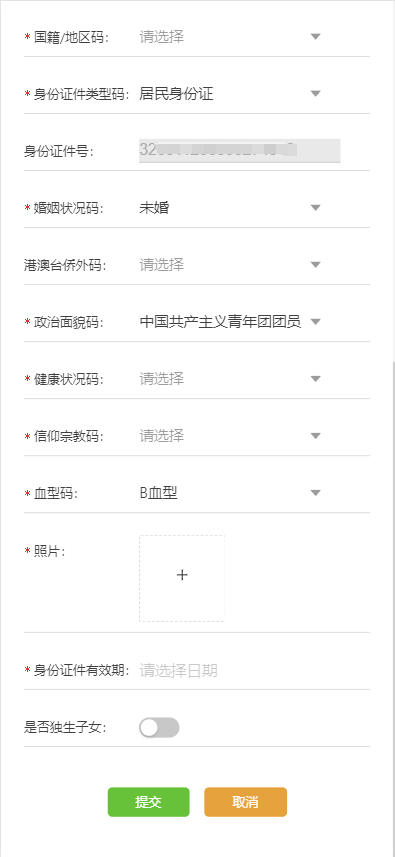 * 国籍/地区码： 请选择
* 身份证件类型码： 居民身份证
身份证件号：
* 婚姻状况码： 未婚
港澳台侨外码： 请选择
* 政治面貌码： 中国共产主义青年团团员
* 健康状况码： 请选择
* 信仰宗教码： 请选择
* 血型码： B血型
* 照片：
+
* 身份证件有效期： 请选择日期
是否独生子女：
提交 取消